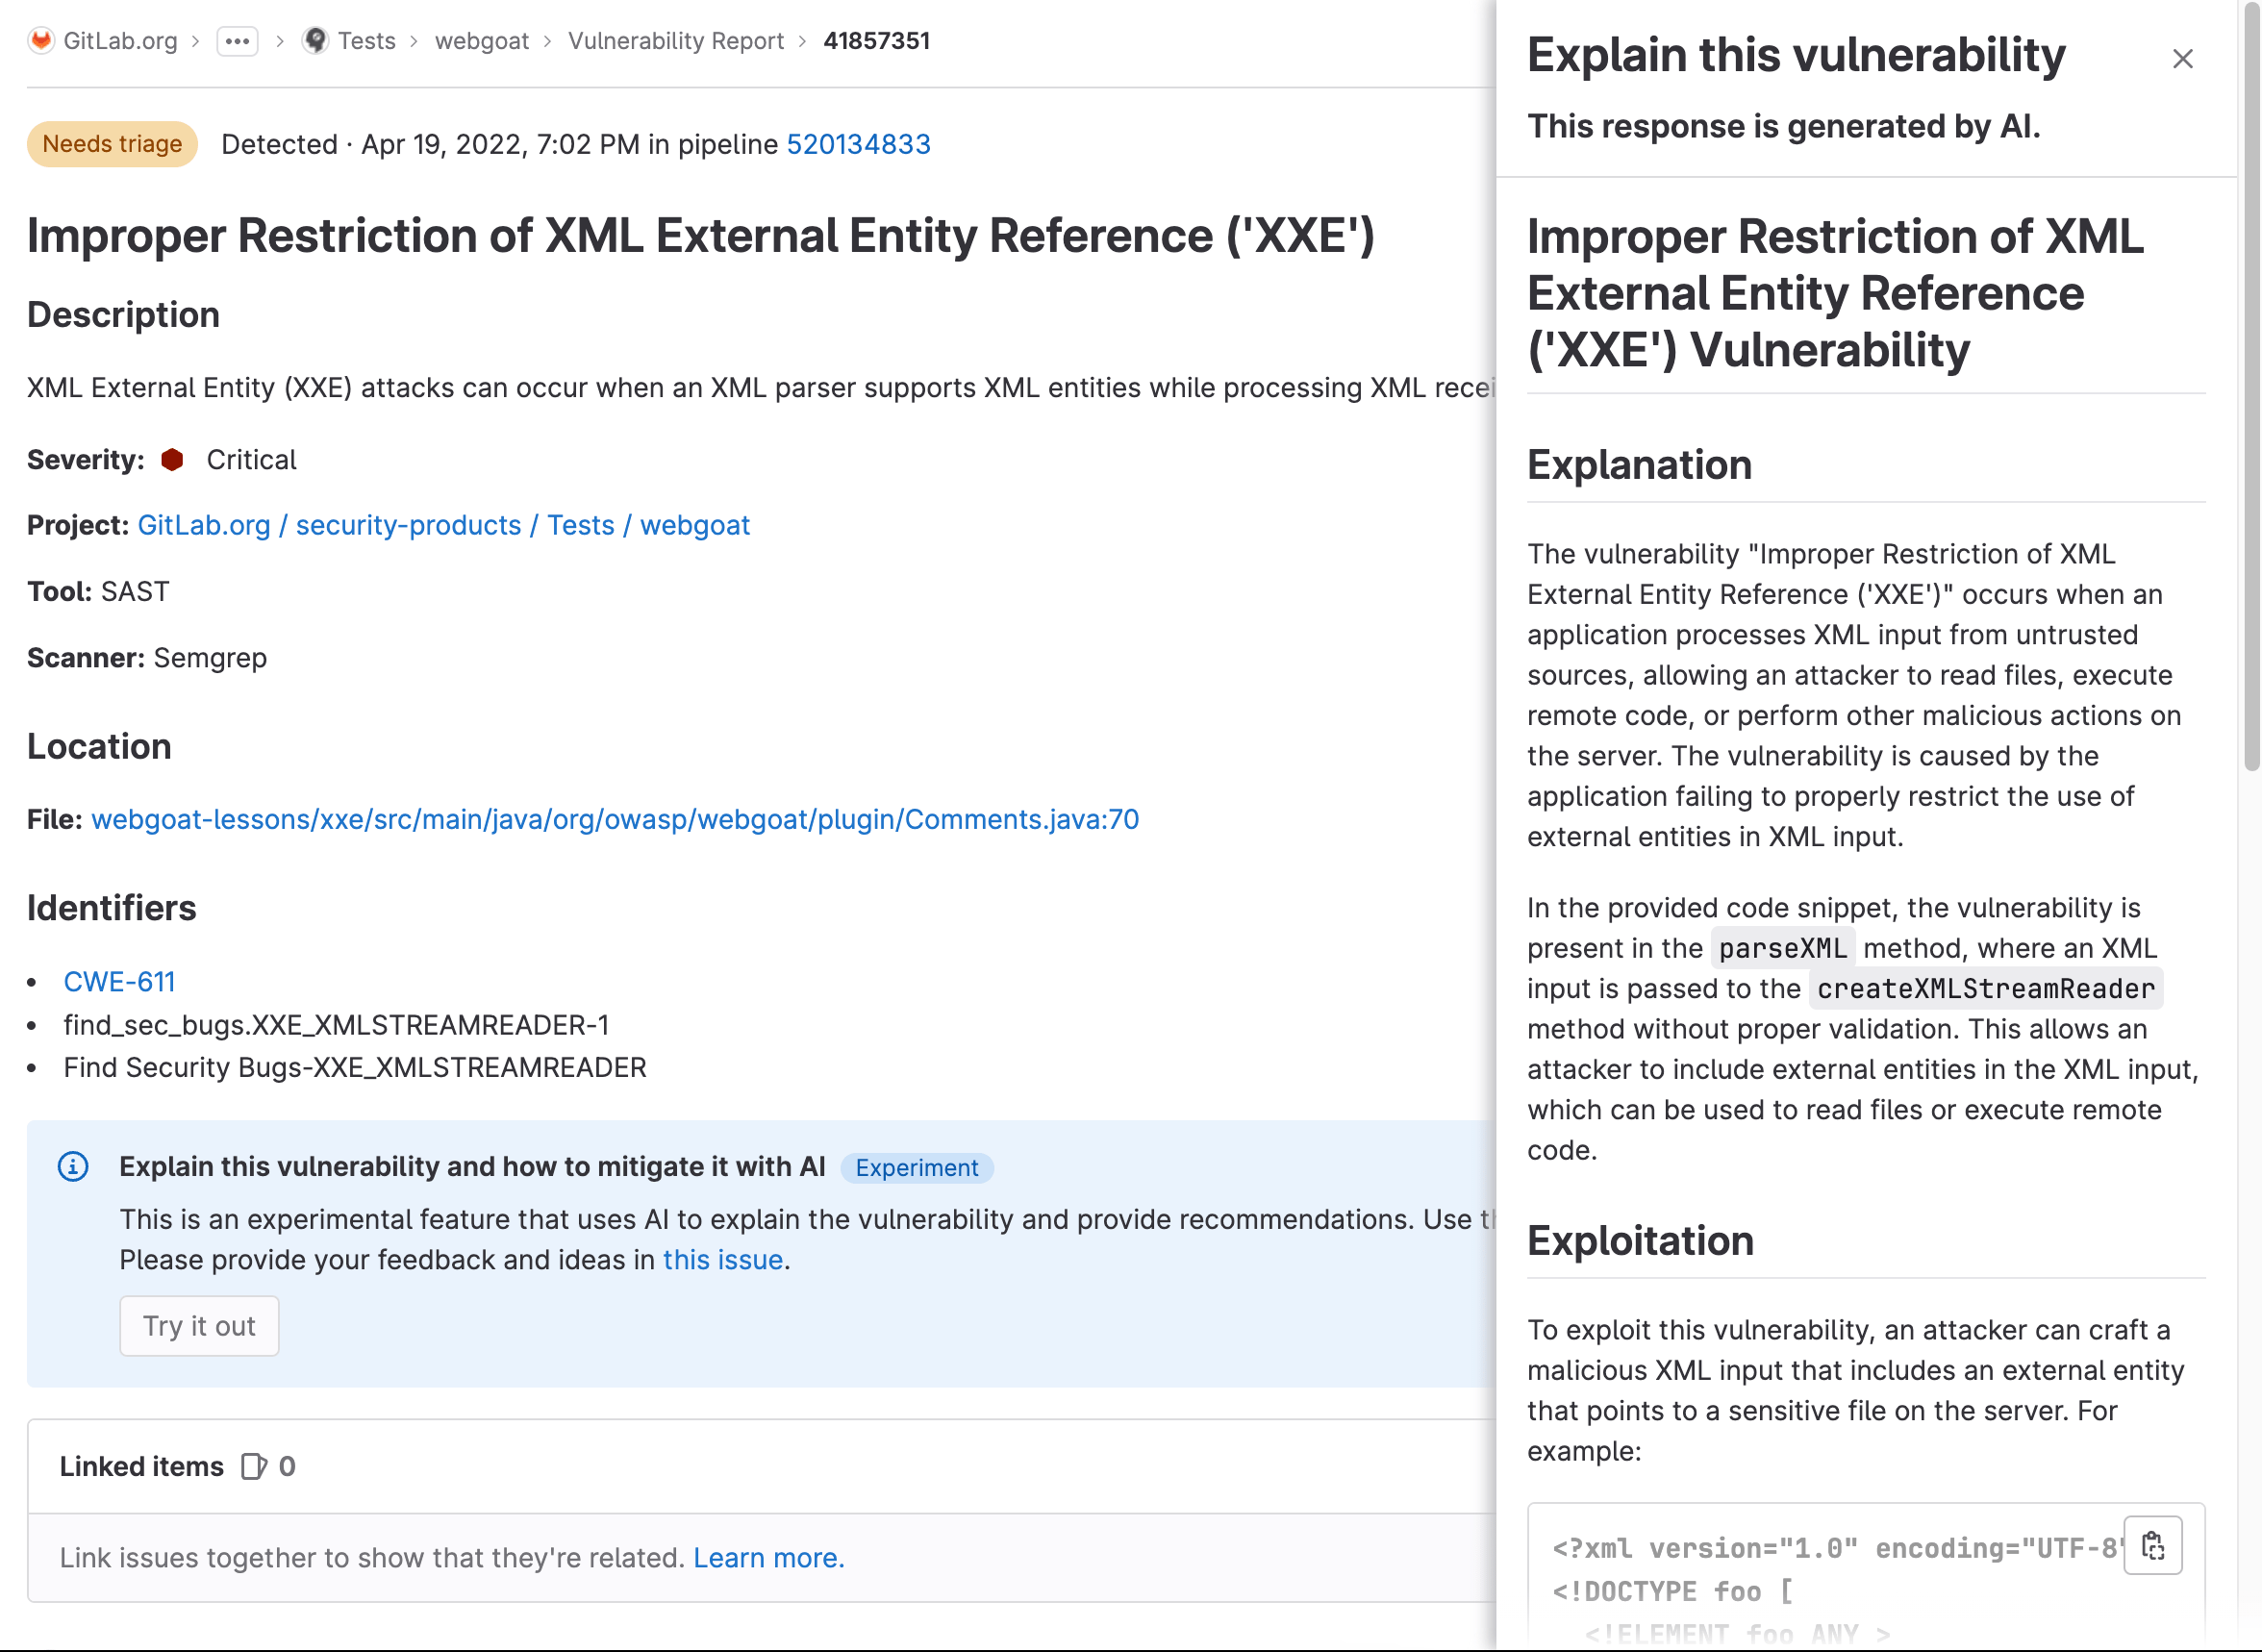 GitLab.org > ••• > Tests > webgoat > Vulnerability Report > 41857351
Needs triage Detected · Apr 19, 2022, 7:02 PM in pipeline 520134833
Improper Restriction of XML External Entity Reference ('XXE')
Description
XML External Entity (XXE) attacks can occur when an XML parser supports XML entities while processing XML
Severity: Critical
Project: GitLab.org / security-products / Tests / webgoat
Tool: SAST
Scanner: Semgrep
Location
File: webgoat-lessons/xxe/src/main/java/org/owasp/webgoat/plugin/Comments.java:70
Identifiers
• CWE-611
• find_sec_bugs.XXE_XMLSTREAMREADER-1
• Find Security Bugs-XXE_XMLSTREAMREADER
Explain this vulnerability and how to mitigate it with AI Experiment
This is an experimental feature that uses AI to explain the vulnerability and provide recommendations. Use
Please provide your feedback and ideas in this issue.
Try it out
Linked items 0
Link issues together to show that they're related. Learn more.
Explain this vulnerability
This response is generated by AI.
Improper Restriction of XML
External Entity Reference
('XXE') Vulnerability
Explanation
The vulnerability "Improper Restriction of XML
External Entity Reference ('XXE')" occurs when an
application processes XML input from untrusted
sources, allowing an attacker to read files, execute
remote code, or perform other malicious actions on
the server. The vulnerability is caused by the
application failing to properly restrict the use of
external entities in XML input.
In the provided code snippet, the vulnerability is
present in the parseXML method, where an XML
input is passed to the createXMLStreamReader
method without proper validation. This allows an
attacker to include external entities in the XML input,
which can be used to read files or execute remote
code.
Exploitation
To exploit this vulnerability, an attacker can craft a
malicious XML input that includes an external entity
that points to a sensitive file on the server. For
example:
<?xml version="1.0" encoding="UTF-8"
<!DOCTYPE foo [
<!ELEMENT foo ANY >